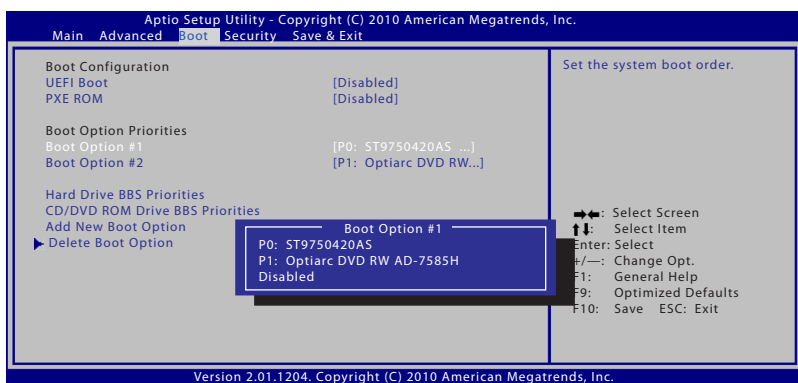 Aptio Setup Utility - Copyright (C) 2010 American Megatrends, Inc.
Main Advanced Boot Security Save & Exit
Boot Configuration
UEFI Boot [Disabled]
PXE ROM [Disabled]
Boot Option Priorities
Boot Option #1 [P0: ST9750420AS ...]
Boot Option #2 [P1: Optiarc DVD RW...]
Hard Drive BBS Priorities
CD/DVD ROM Drive BBS Priorities
Add New Boot Option
Delete Boot Option
Boot Option #1
P0: ST9750420AS
P1: Optiarc DVD RW AD-7585H
Disabled
Set the system boot order.
→←: Select Screen
↑↓: Select Item
Enter: Select
+/—: Change Opt.
F1: General Help
F9: Optimized Defaults
F10: Save ESC: Exit
Version 2.01.1204. Copyright (C) 2010 American Megatrends, Inc.